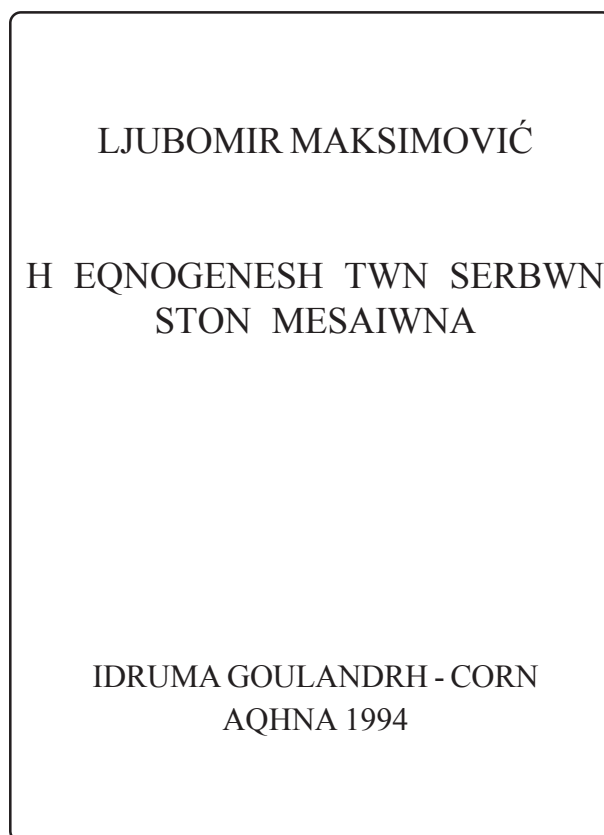 LJUBOMIR MAKSIMOVIĆ
H EQNOGENESH TWN SERBWN
STON MESAIWNA
IDRUMA GOULANDRH - CORN
AQHNA 1994